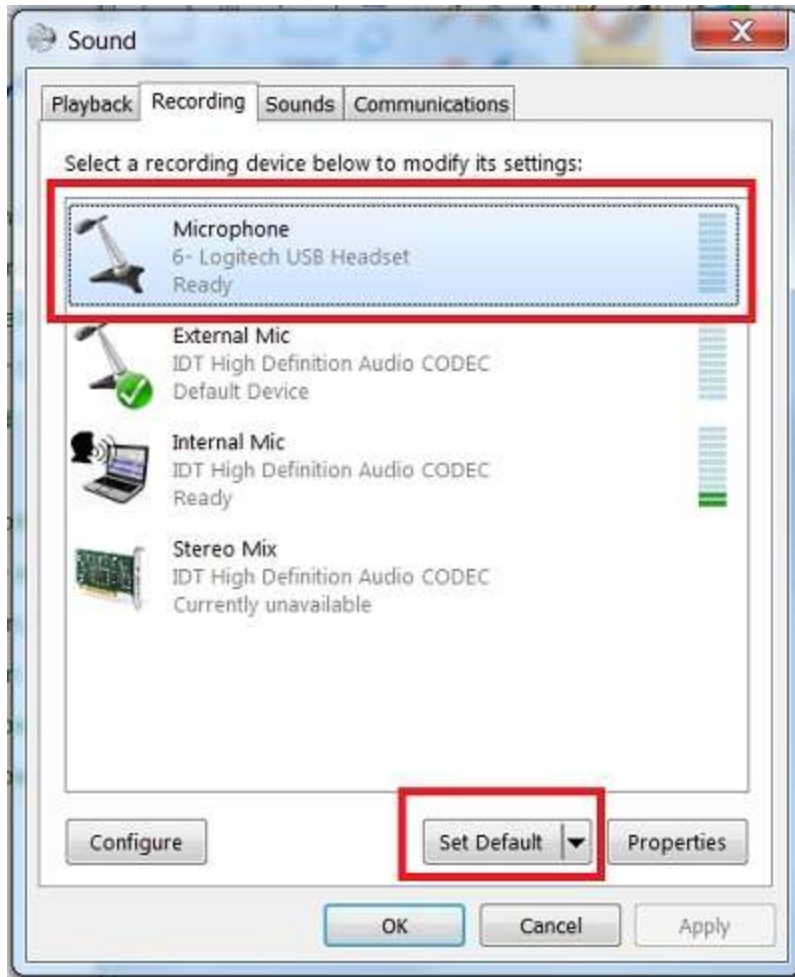 Sound
Playback Recording Sounds Communications
Select a recording device below to modify its settings:
Microphone
6- Logitech USB Headset
Ready
External Mic
IDT High Definition Audio CODEC
Default Device
Internal Mic
IDT High Definition Audio CODEC
Ready
Stereo Mix
IDT High Definition Audio CODEC
Currently unavailable
Configure Set Default Properties
OK Cancel Apply